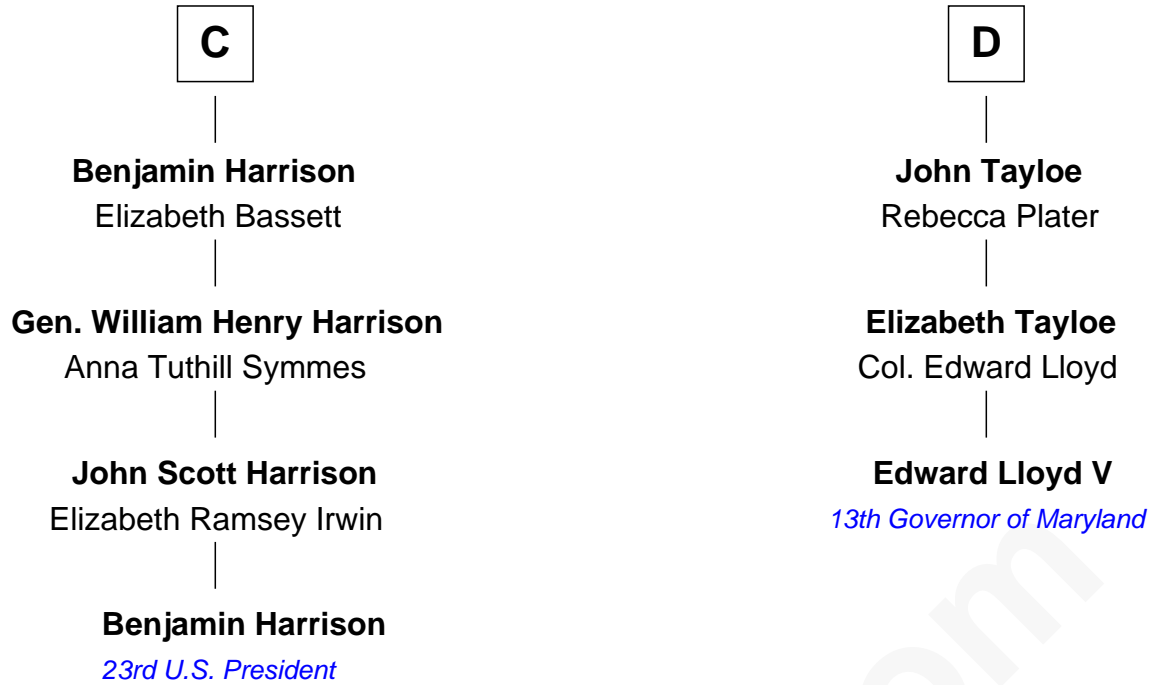 C
Benjamin Harrison
Elizabeth Bassett
Gen. William Henry Harrison
Anna Tuthill Symmes
John Scott Harrison
Elizabeth Ramsey Irwin
Benjamin Harrison
23rd U.S. President
D
John Tayloe
Rebecca Plater
Elizabeth Tayloe
Col. Edward Lloyd
Edward Lloyd V
13th Governor of Maryland
om